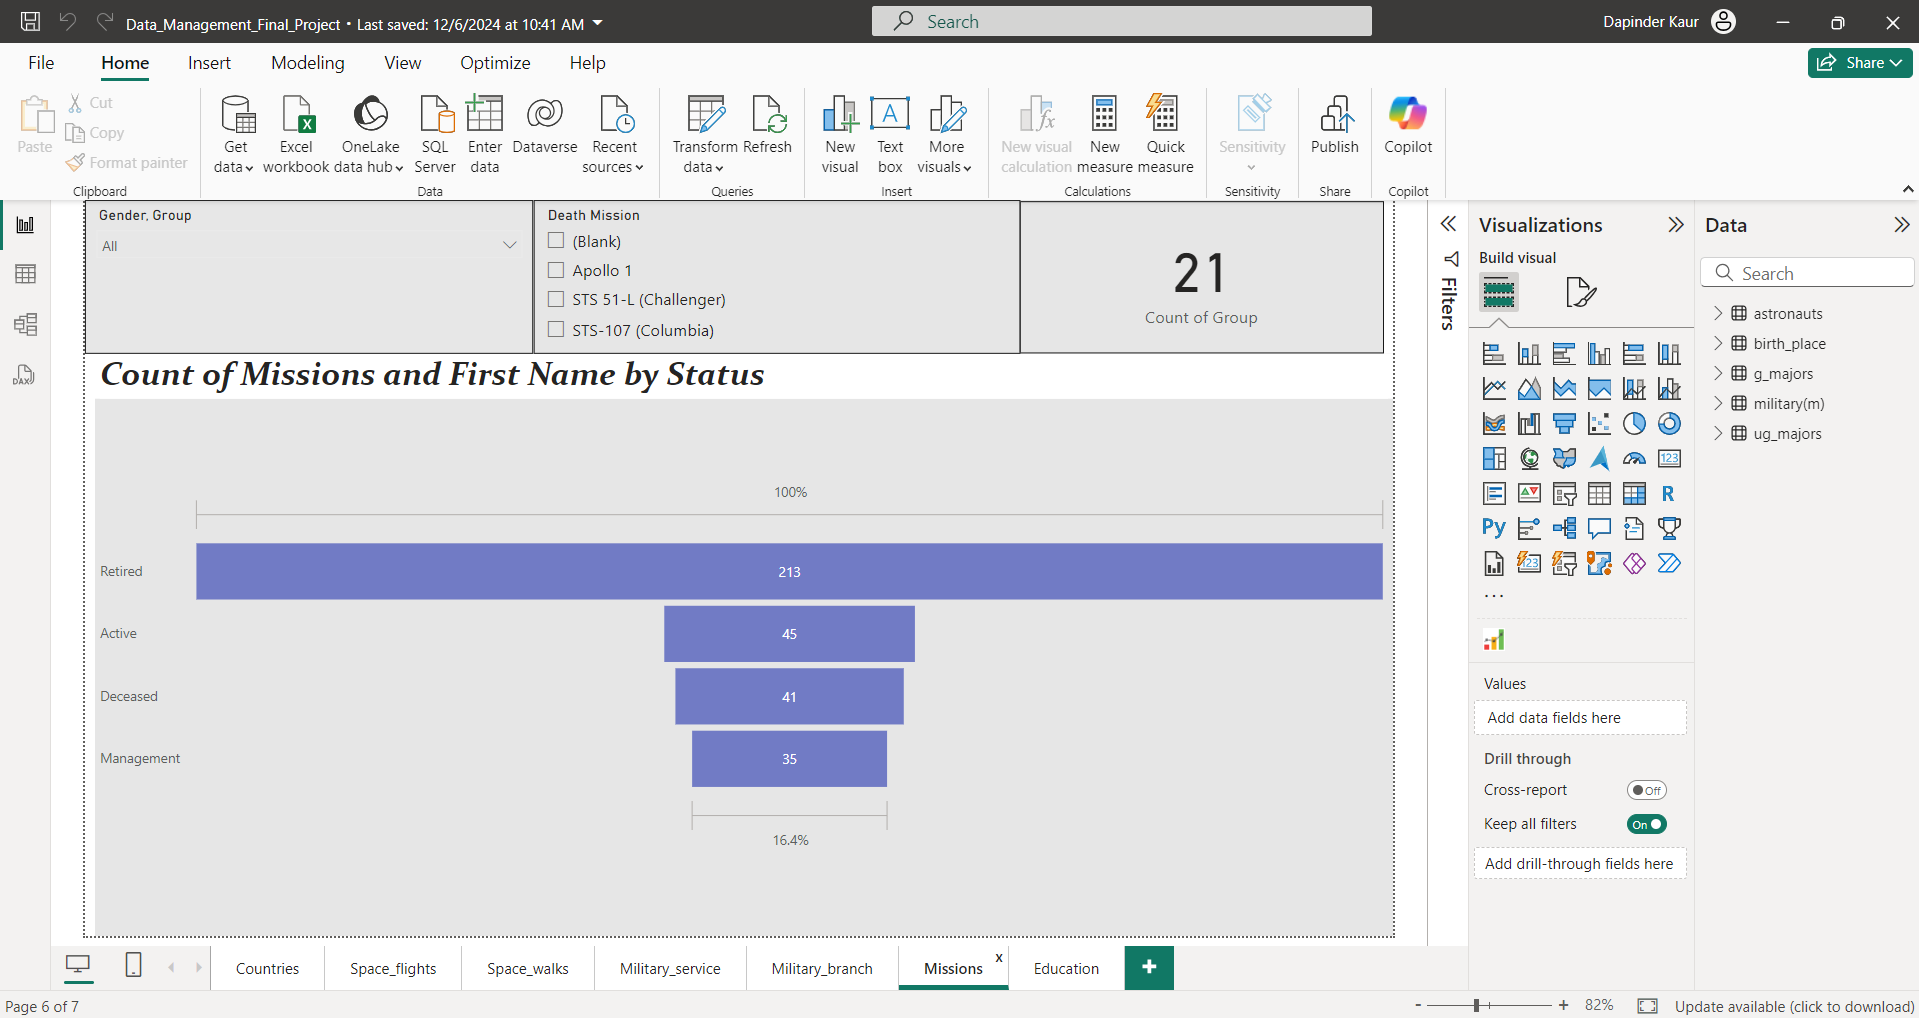 Data_Management_Final_Project • Last saved: 12/6/2024 at 10:41 AM
Search
Dapinder Kaur
File
Home
Insert
Modeling
View
Optimize
Help
Share
Paste
Cut
Copy
Format painter
Clipboard
Get data
Excel workbook
OneLake data hub
SQL Server
Enter data
Dataverse
Recent sources
Data
Transform data
Refresh
Queries
New visual
Text box
More visuals
Insert
New visual calculation
New measure
Quick measure
Calculations
Sensitivity
Sensitivity
Publish
Share
Copilot
Copilot
Gender, Group
All
Death Mission
(Blank)
Apollo 1
STS 51-L (Challenger)
STS-107 (Columbia)
21
Count of Group
Count of Missions and First Name by Status
100%
Retired
213
Active
45
Deceased
41
Management
35
16.4%
Filters
Visualizations
Build visual
123
R
Py
123
...
Values
Add data fields here
Drill through
Cross-report
Off
Keep all filters
On
Add drill-through fields here
Data
Search
astronauts
birth_place
g_majors
military(m)
ug_majors
DAX
Countries
Space_flights
Space_walks
Military_service
Military_branch
Missions
x
Education
+
Page 6 of 7
- + 82%
Update available (click to download)